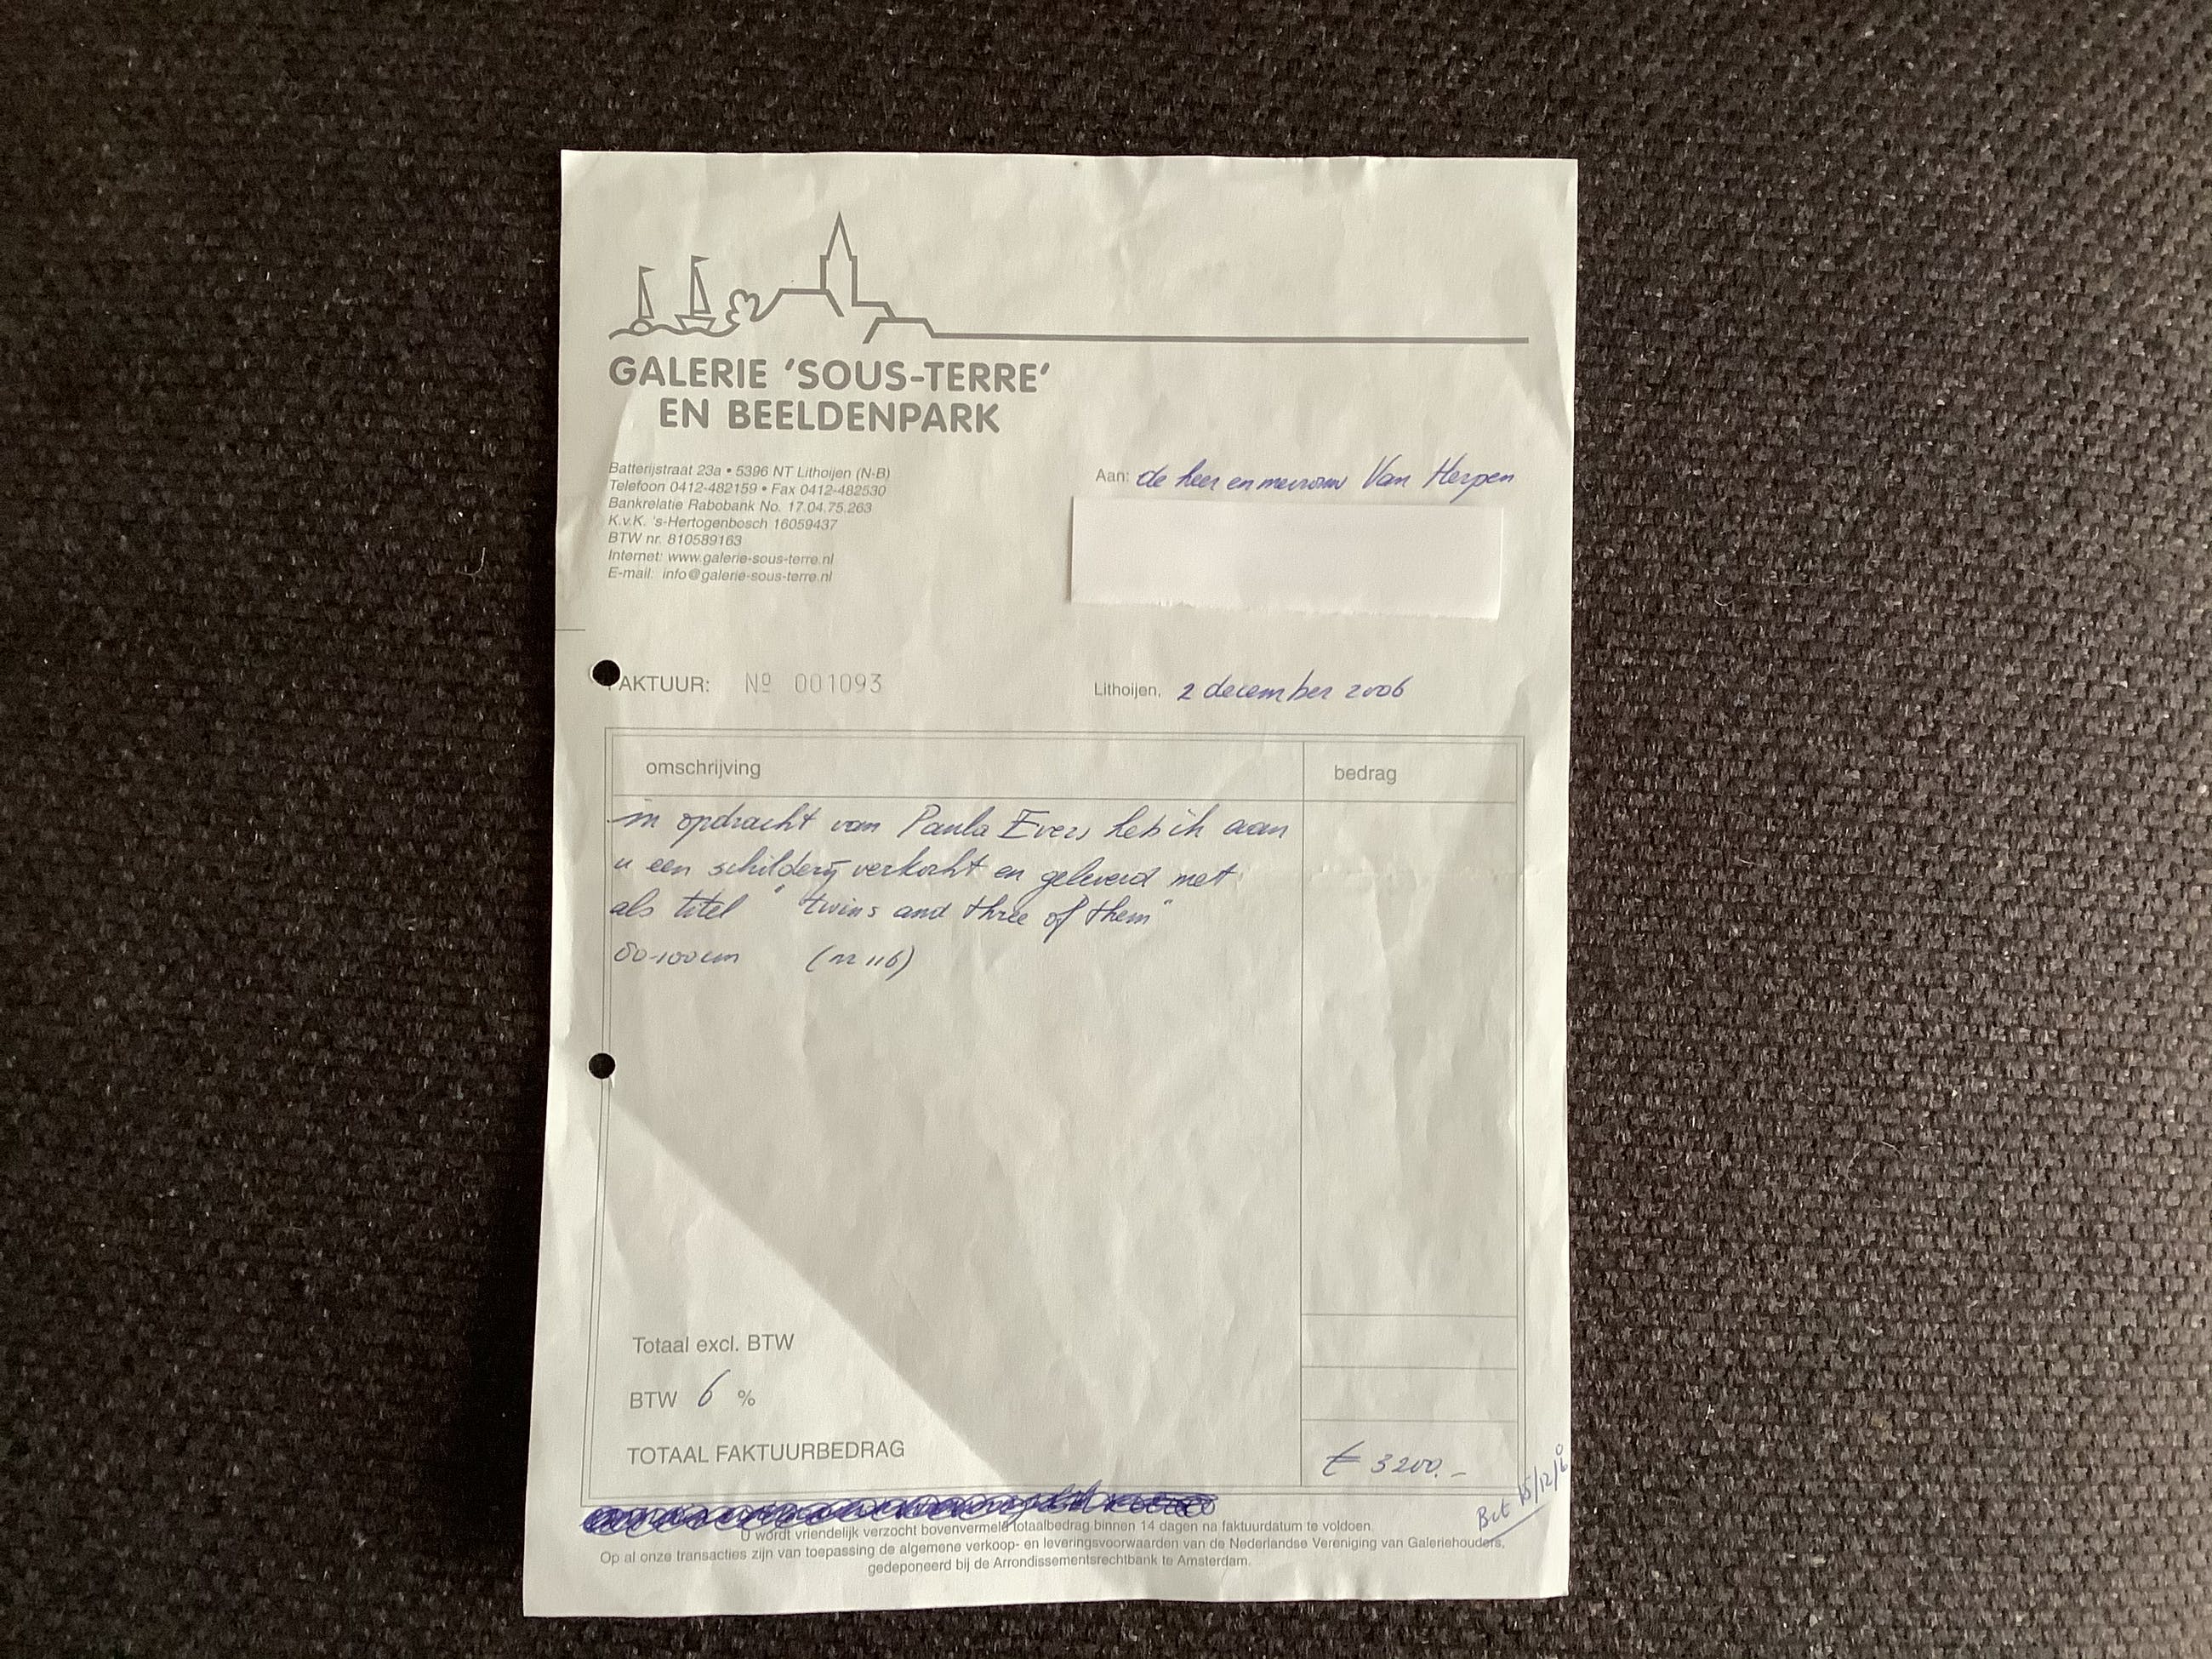 GALERIE 'SOUS-TERRE'
EN BEELDENPARK
Batterijstraat 23a • 5396 NT Lithoijen (N-B)
Telefoon 0412-482159 • Fax 0412-482530
Bankrelatie Rabobank No. 17.04.75.263
K.v.K. 's-Hertogenbosch 16059437
BTW nr. 810589163
Internet: www.galerie-sous-terre.nl
E-mail: info@galerie-sous-terre.nl
Aan: de heer en mevrouw Van Herpen
AKTUUR: Nº 001093
Lithoijen, 2 december 2006
omschrijving bedrag
in opdracht van Paula Evers heb ik aan
u een schilderij verkocht en geleverd met
als titel "twins and three of them"
80-100 cm (nr 116)
Totaal excl. BTW
BTW 6 %
TOTAAL FAKTUURBEDRAG € 3200.-
Bet 15/12/6
U wordt vriendelijk verzocht bovenvermeld totaalbedrag binnen 14 dagen na faktuurdatum te voldoen.
Op al onze transacties zijn van toepassing de algemene verkoop- en leveringsvoorwaarden van de Nederlandse Vereniging van Galeriehouders,
gedeponeerd bij de Arrondissementsrechtbank te Amsterdam.